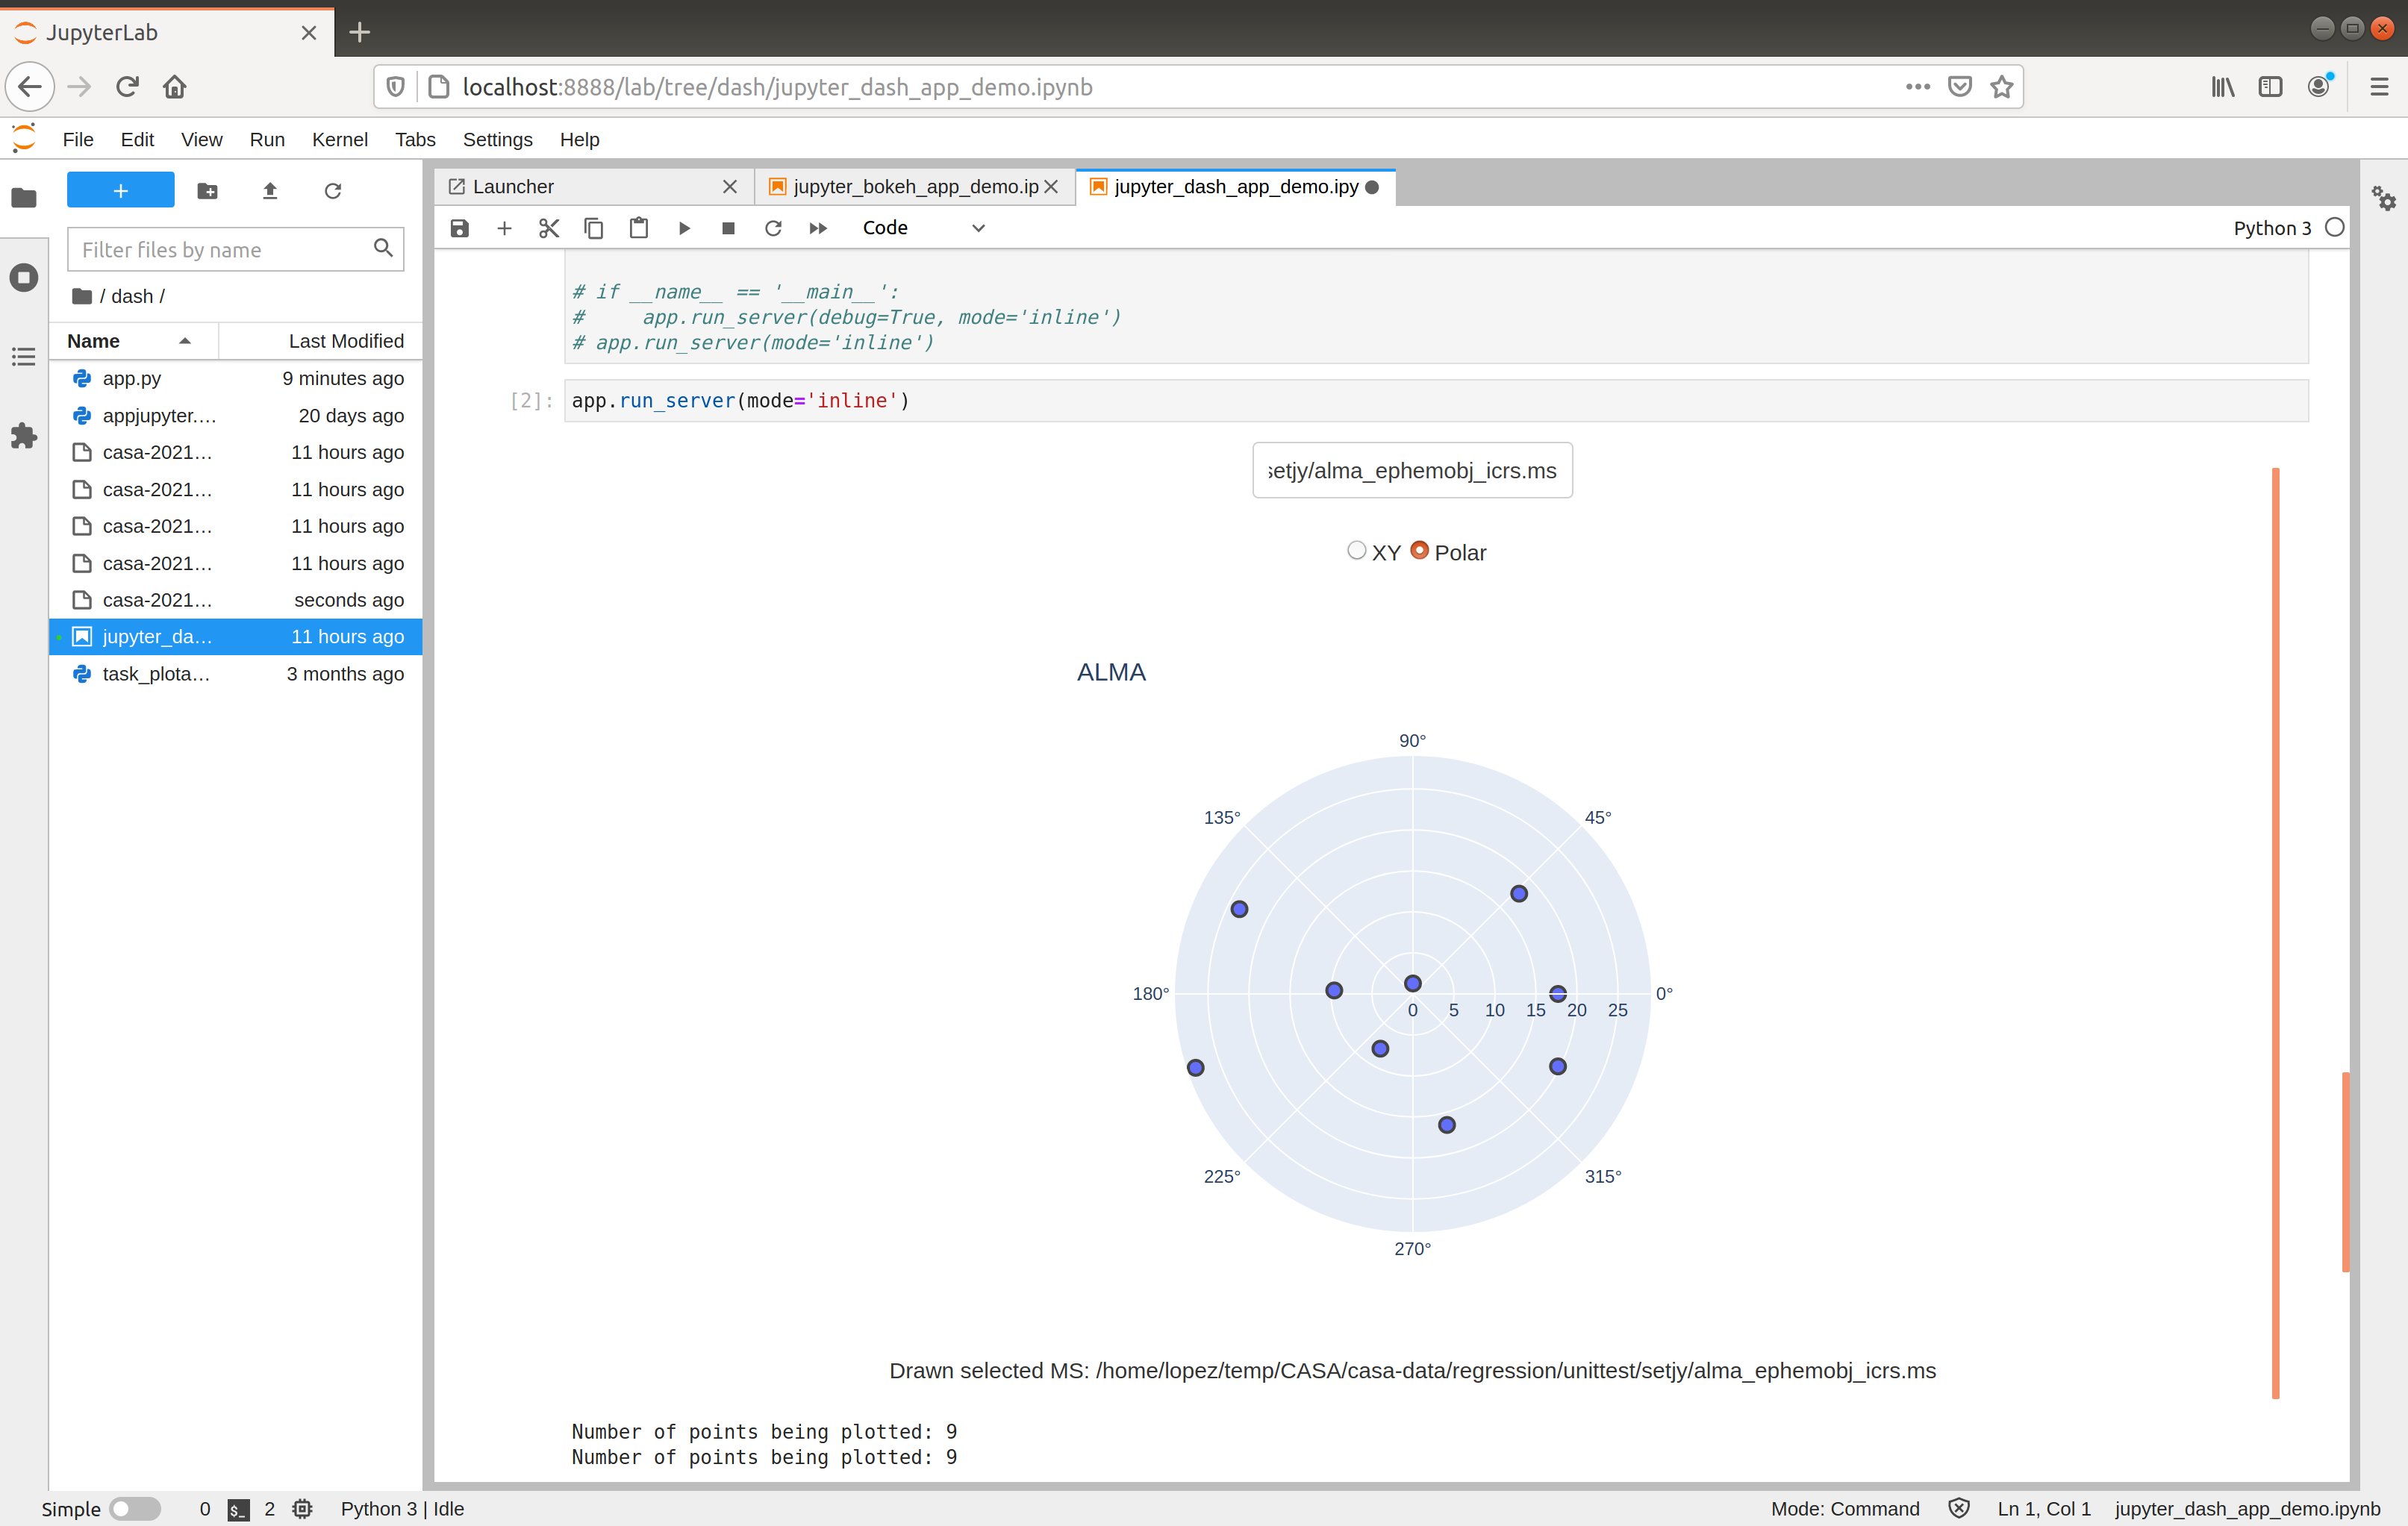 JupyterLab
localhost:8888/lab/tree/dash/jupyter_dash_app_demo.ipynb
File Edit View Run Kernel Tabs Settings Help
Launcher jupyter_bokeh_app_demo.ip jupyter_dash_app_demo.ipy
Code Python 3
Filter files by name
/ dash /
Name Last Modified
app.py 9 minutes ago
appjupyter.… 20 days ago
casa-2021… 11 hours ago
casa-2021… 11 hours ago
casa-2021… 11 hours ago
casa-2021… 11 hours ago
casa-2021… seconds ago
jupyter_da… 11 hours ago
task_plota… 3 months ago
# if __name__ == '__main__':
#     app.run_server(debug=True, mode='inline')
# app.run_server(mode='inline')
[2]: app.run_server(mode='inline')
setjy/alma_ephemobj_icrs.ms
XY Polar
ALMA
90°
135° 45°
180° 0°
0 5 10 15 20 25
225° 315°
270°
Drawn selected MS: /home/lopez/temp/CASA/casa-data/regression/unittest/setjy/alma_ephemobj_icrs.ms
Number of points being plotted: 9
Number of points being plotted: 9
Simple 0 $_ 2 Python 3 | Idle Mode: Command Ln 1, Col 1 jupyter_dash_app_demo.ipynb